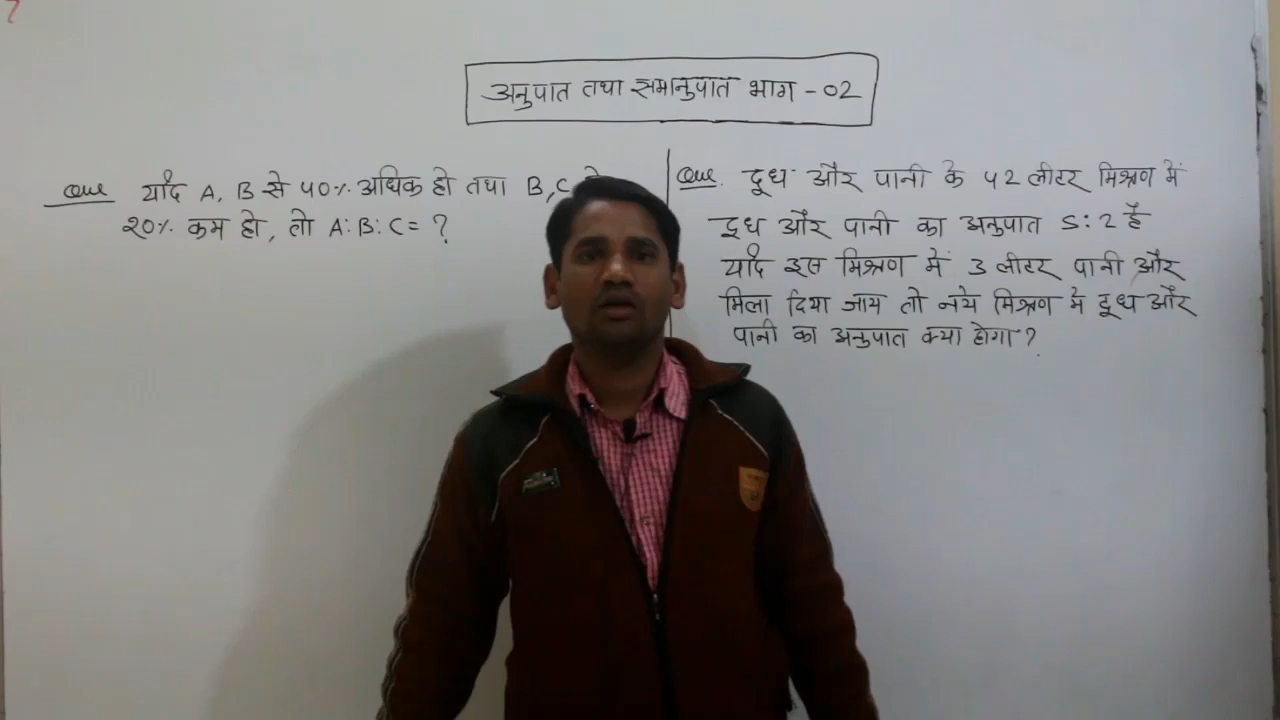 अनुपात तथा समानुपात भाग - 02
Que यदि A, B से 40% अधिक हो तथा B, C से
20% कम हो, तो A:B:C = ?
Que. दूध और पानी के 42 लीटर मिश्रण में
दूध और पानी का अनुपात 5:2 है
यदि इस मिश्रण में 3 लीटर पानी और
मिला दिया जाय तो नये मिश्रण मे दूध और
पानी का अनुपात क्या होगा ?